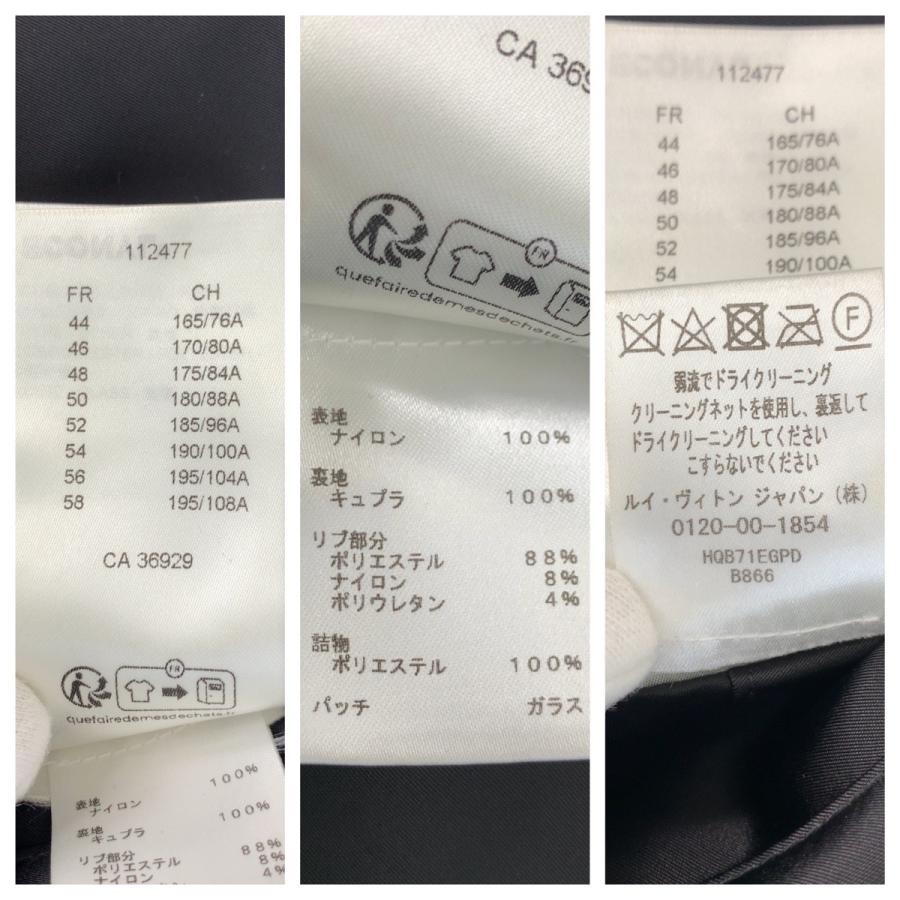 112477
FR CH
44 165/76A
46 170/80A
48 175/84A
50 180/88A
52 185/96A
54 190/100A
56 195/104A
58 195/108A
CA 36929
FR
quefairedemesdechets.fr
表地 100%
ナイロン
裏地 100%
キュプラ
リブ部分
ポリエステル 88%
ナイロン 8%
4%
CA 369
FR
quefairedemesdechets.fr
表地
ナイロン 100%
裏地
キュプラ 100%
リブ部分
ポリエステル 88%
ナイロン 8%
ポリウレタン 4%
詰物
ポリエステル 100%
パッチ ガラス
112477
FR CH
44 165/76A
46 170/80A
48 175/84A
50 180/88A
52 185/96A
54 190/100A
F
弱流でドライクリーニング
クリーニングネットを使用し、裏返して
ドライクリーニングしてください
こすらないでください
ルイ・ヴィトン ジャパン (株)
0120-00-1854
HQB71EGPD
B866